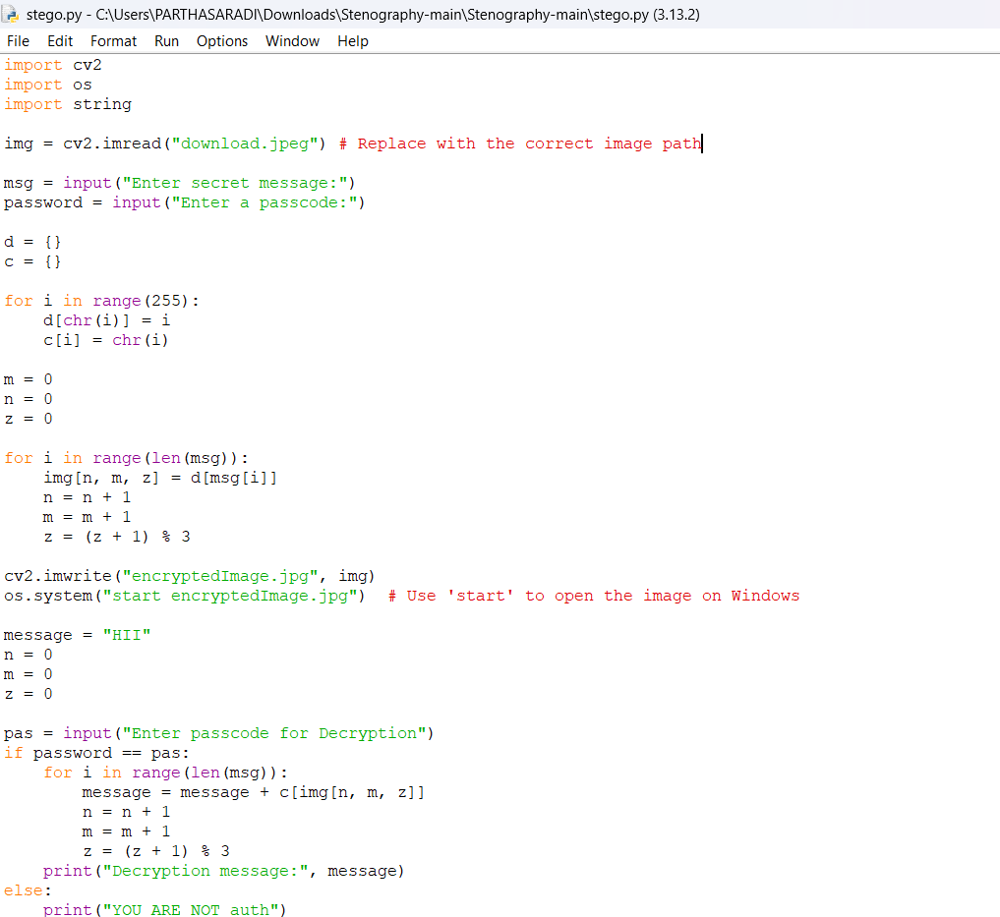 stego.py - C:\Users\PARTHASARADI\Downloads\Stenography-main\Stenography-main\stego.py (3.13.2)
File Edit Format Run Options Window Help
import cv2
import os
import string

img = cv2.imread("download.jpeg") # Replace with the correct image path

msg = input("Enter secret message:")
password = input("Enter a passcode:")

d = {}
c = {}

for i in range(255):
    d[chr(i)] = i
    c[i] = chr(i)

m = 0
n = 0
z = 0

for i in range(len(msg)):
    img[n, m, z] = d[msg[i]]
    n = n + 1
    m = m + 1
    z = (z + 1) % 3

cv2.imwrite("encryptedImage.jpg", img)
os.system("start encryptedImage.jpg")  # Use 'start' to open the image on Windows

message = "HII"
n = 0
m = 0
z = 0

pas = input("Enter passcode for Decryption")
if password == pas:
    for i in range(len(msg)):
        message = message + c[img[n, m, z]]
        n = n + 1
        m = m + 1
        z = (z + 1) % 3
    print("Decryption message:", message)
else:
    print("YOU ARE NOT auth")